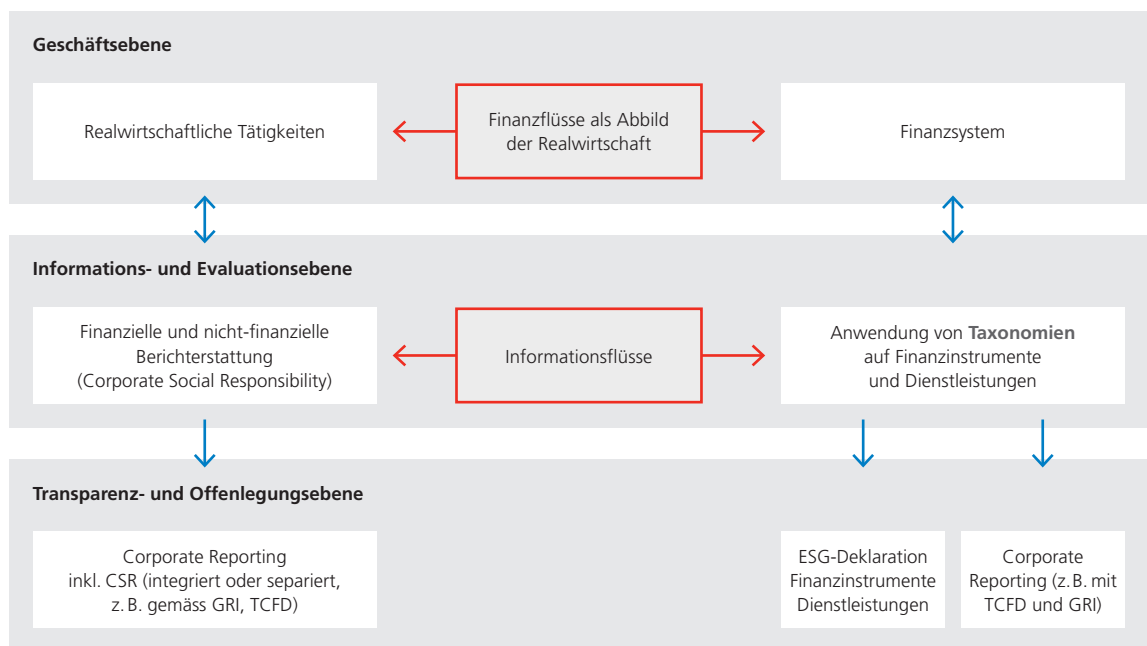 Geschäftsebene
Realwirtschaftliche Tätigkeiten
Finanzflüsse als Abbild
der Realwirtschaft
Finanzsystem
Informations- und Evaluationsebene
Finanzielle und nicht-finanzielle
Berichterstattung
(Corporate Social Responsibility)
Informationsflüsse
Anwendung von Taxonomien
auf Finanzinstrumente
und Dienstleistungen
Transparenz- und Offenlegungsebene
Corporate Reporting
inkl. CSR (integriert oder separiert,
z. B. gemäss GRI, TCFD)
ESG-Deklaration
Finanzinstrumente
Dienstleistungen
Corporate
Reporting (z. B. mit
TCFD und GRI)